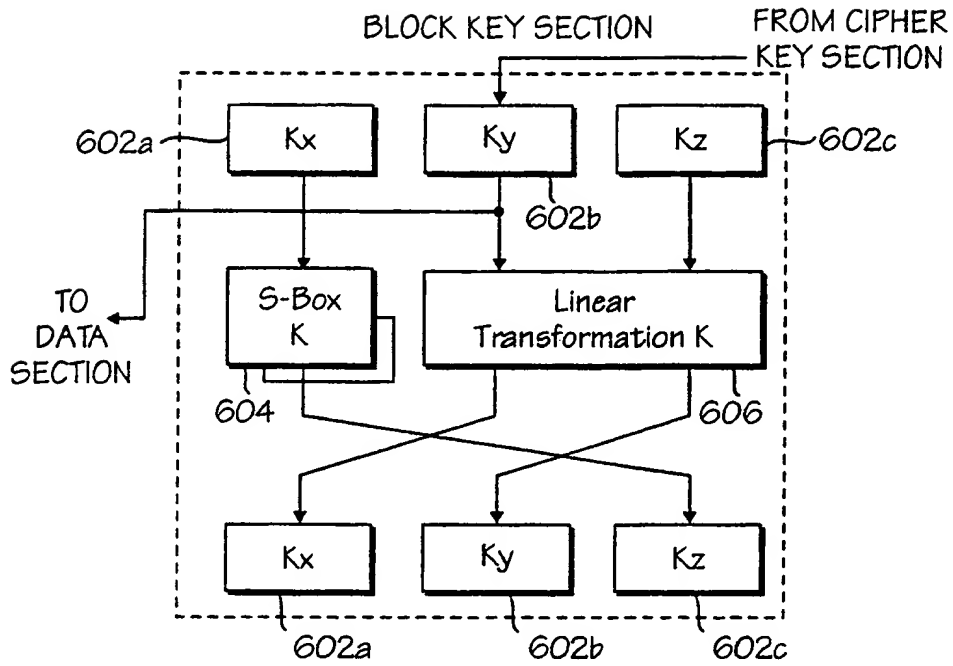 BLOCK KEY SECTION
FROM CIPHER
KEY SECTION
602a
Kx
Ky
Kz
602c
602b
TO
DATA
SECTION
S-Box
K
Linear
Transformation K
604
606
Kx
Ky
Kz
602a
602b
602c